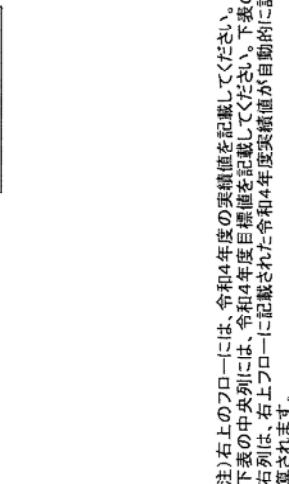 注)右上のフローには、令和4年度の実績値を記載してください。
下表の中央列には、令和4年度目標値を記載してください。下表の
右列は、右上フローに記載された令和4年度実績値が自動的に計
算されます。